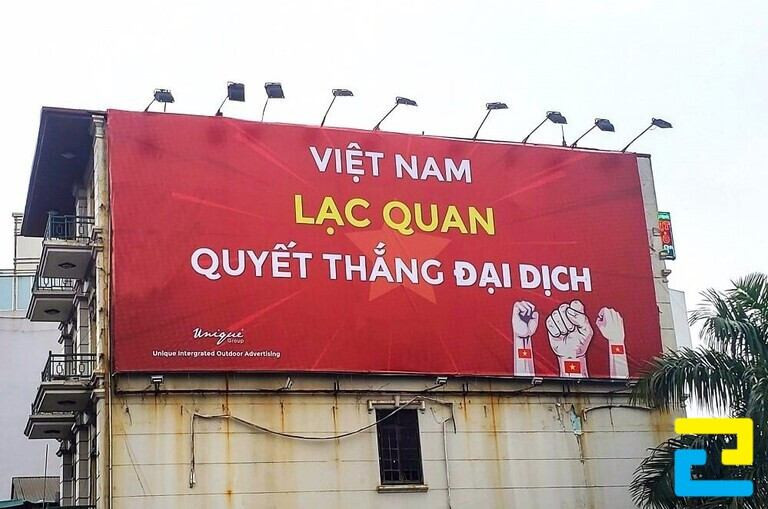 VIỆT NAM
LẠC QUAN
QUYẾT THẮNG ĐẠI DỊCH
Unique
Group
Unique Intergrated Outdoor Advertising